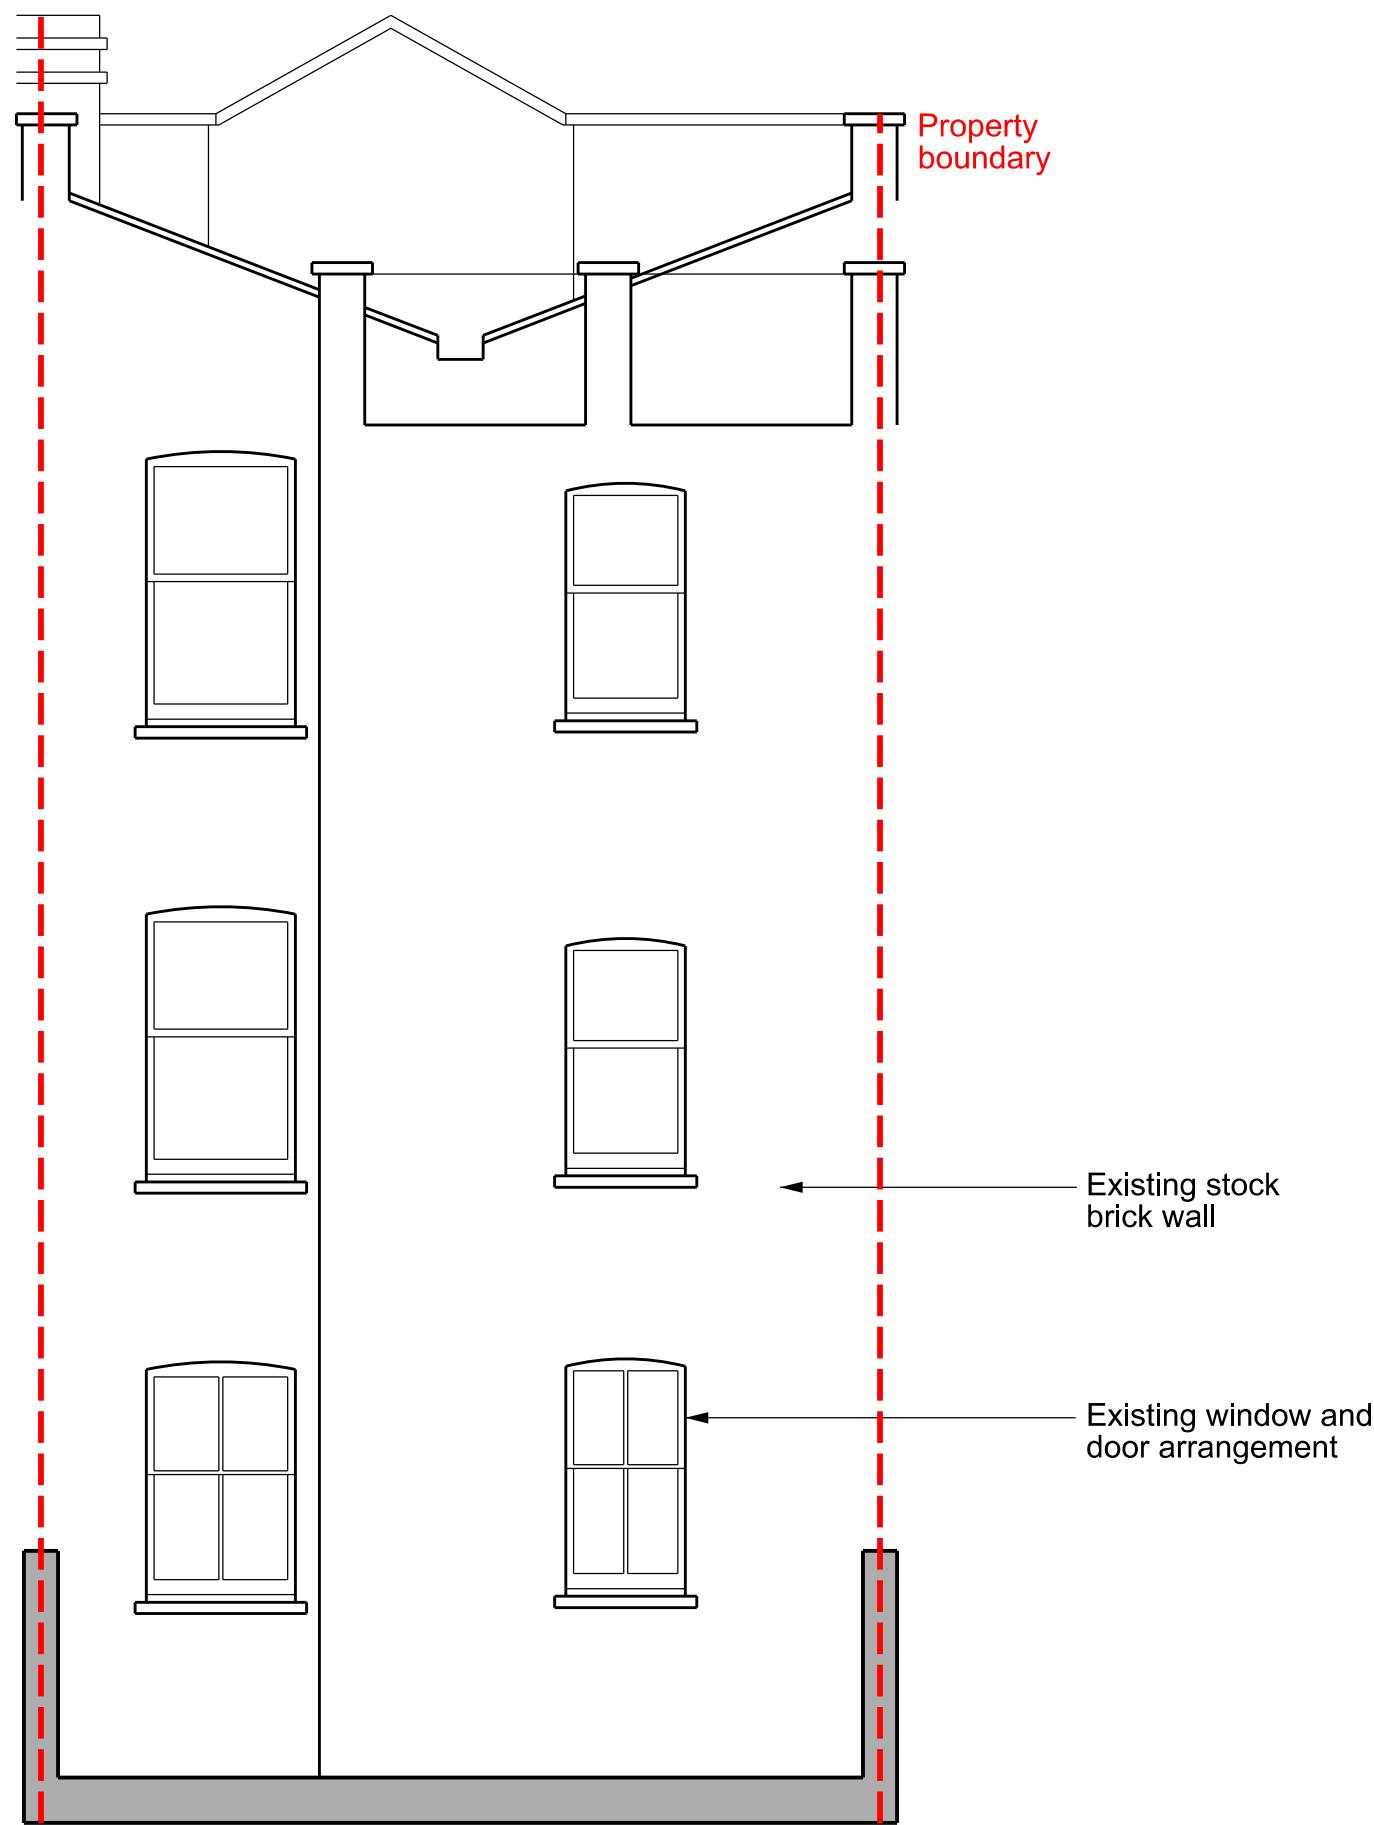 Property
boundary
Existing stock
brick wall
Existing window and
door arrangement